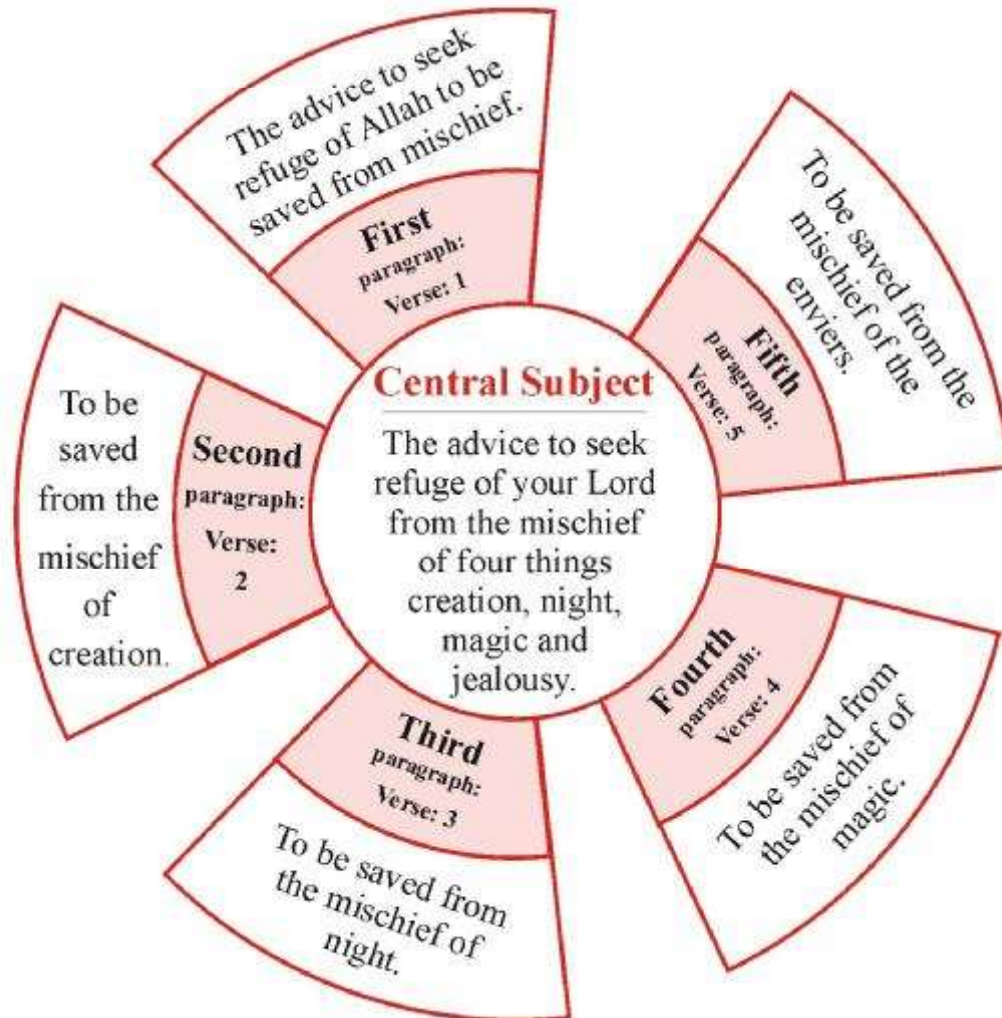 Central Subject
The advice to seek
refuge of your Lord
from the mischief
of four things
creation, night,
magic and
jealousy.
The advice to seek
refuge of Allah to be
saved from mischief.
First
paragraph:
Verse: 1
To be
saved
from the
mischief
of
creation.
Second
paragraph:
Verse:
2
Third
paragraph:
Verse: 3
To be saved from
the mischief of
night.
Fourth
paragraph:
Verse: 4
To be saved from
the mischief of
magic.
Fifth
paragraph:
Verse: 5
To be saved from the
mischief of the
enviers.